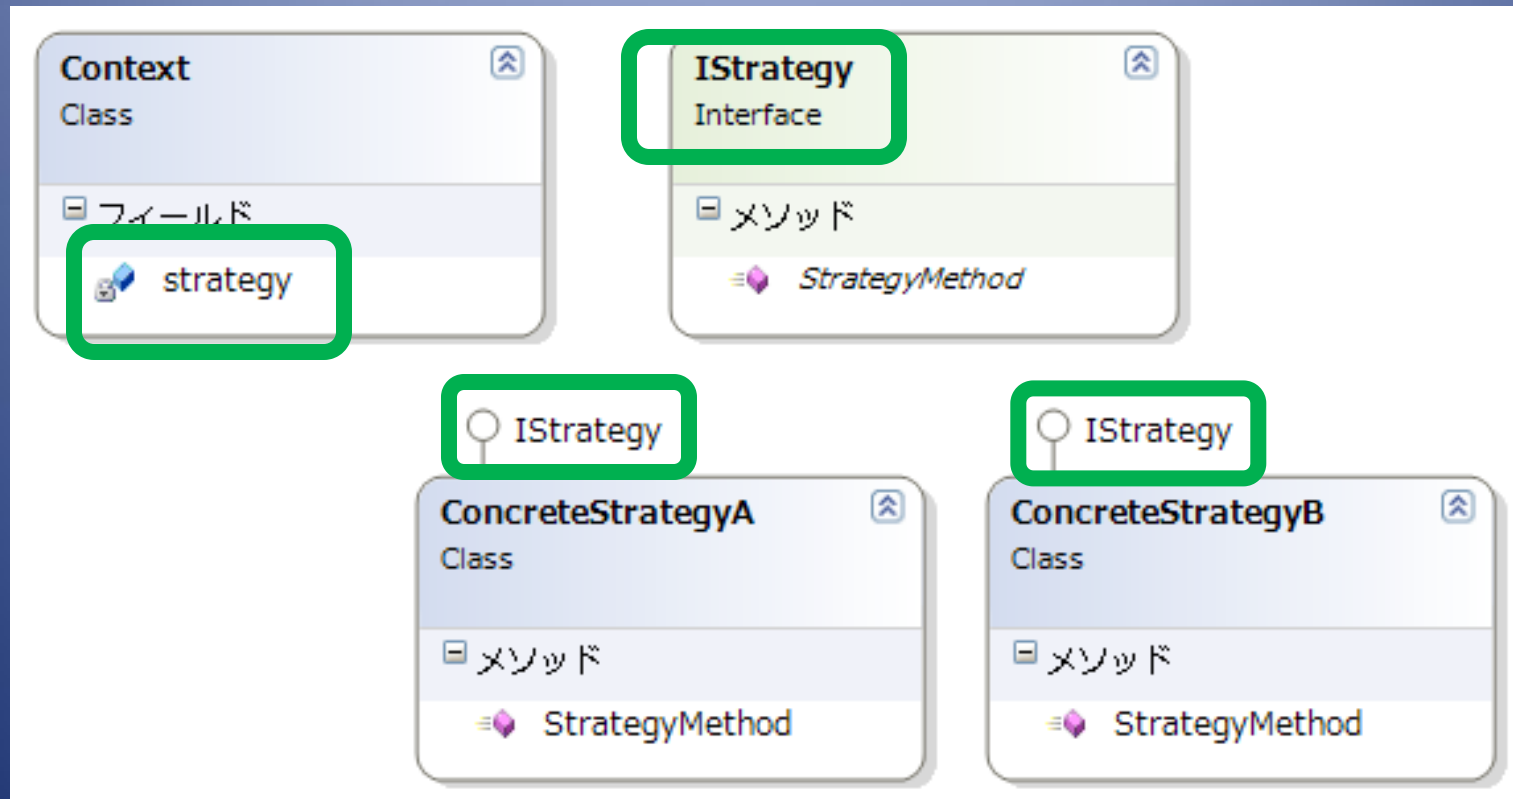 Context
Class
フィールド
strategy
IStrategy
Interface
メソッド
StrategyMethod
IStrategy
ConcreteStrategyA
Class
メソッド
StrategyMethod
IStrategy
ConcreteStrategyB
Class
メソッド
StrategyMethod